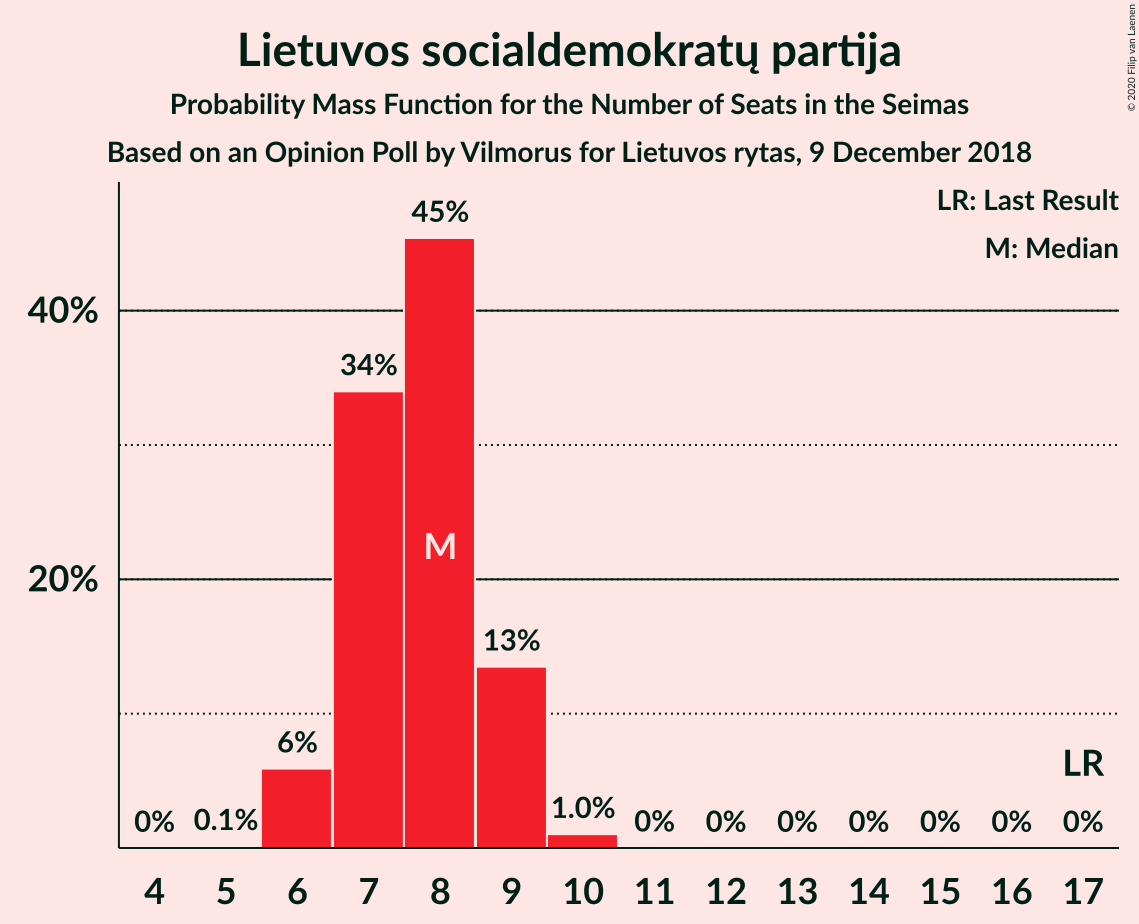 Lietuvos socialdemokratų partija
Probability Mass Function for the Number of Seats in the Seimas
Based on an Opinion Poll by Vilmorus for Lietuvos rytas, 9 December 2018
© 2020 Filip van Laenen
LR: Last Result
M: Median
45%
40%
34%
M
20%
13%
6%
LR
0% 0.1% 1.0% 0% 0% 0% 0% 0% 0% 0%
4 5 6 7 8 9 10 11 12 13 14 15 16 17